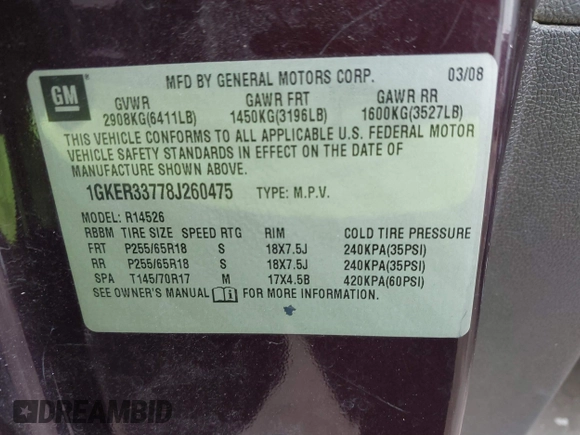 GM
MFD BY GENERAL MOTORS CORP. 03/08
GVWR GAWR FRT GAWR RR
2908KG(6411LB) 1450KG(3196LB) 1600KG(3527LB)
THIS VEHICLE CONFORMS TO ALL APPLICABLE U.S. FEDERAL MOTOR
VEHICLE SAFETY STANDARDS IN EFFECT ON THE DATE OF
MANUFACTURE SHOWN ABOVE.
1GKER33778J260475 TYPE: M.P.V.
MODEL: R14526
RBBM TIRE SIZE SPEED RTG RIM COLD TIRE PRESSURE
FRT P255/65R18 S 18X7.5J 240KPA(35PSI)
RR P255/65R18 S 18X7.5J 240KPA(35PSI)
SPA T145/70R17 M 17X4.5B 420KPA(60PSI)
SEE OWNER'S MANUAL FOR MORE INFORMATION.
DREAMBID